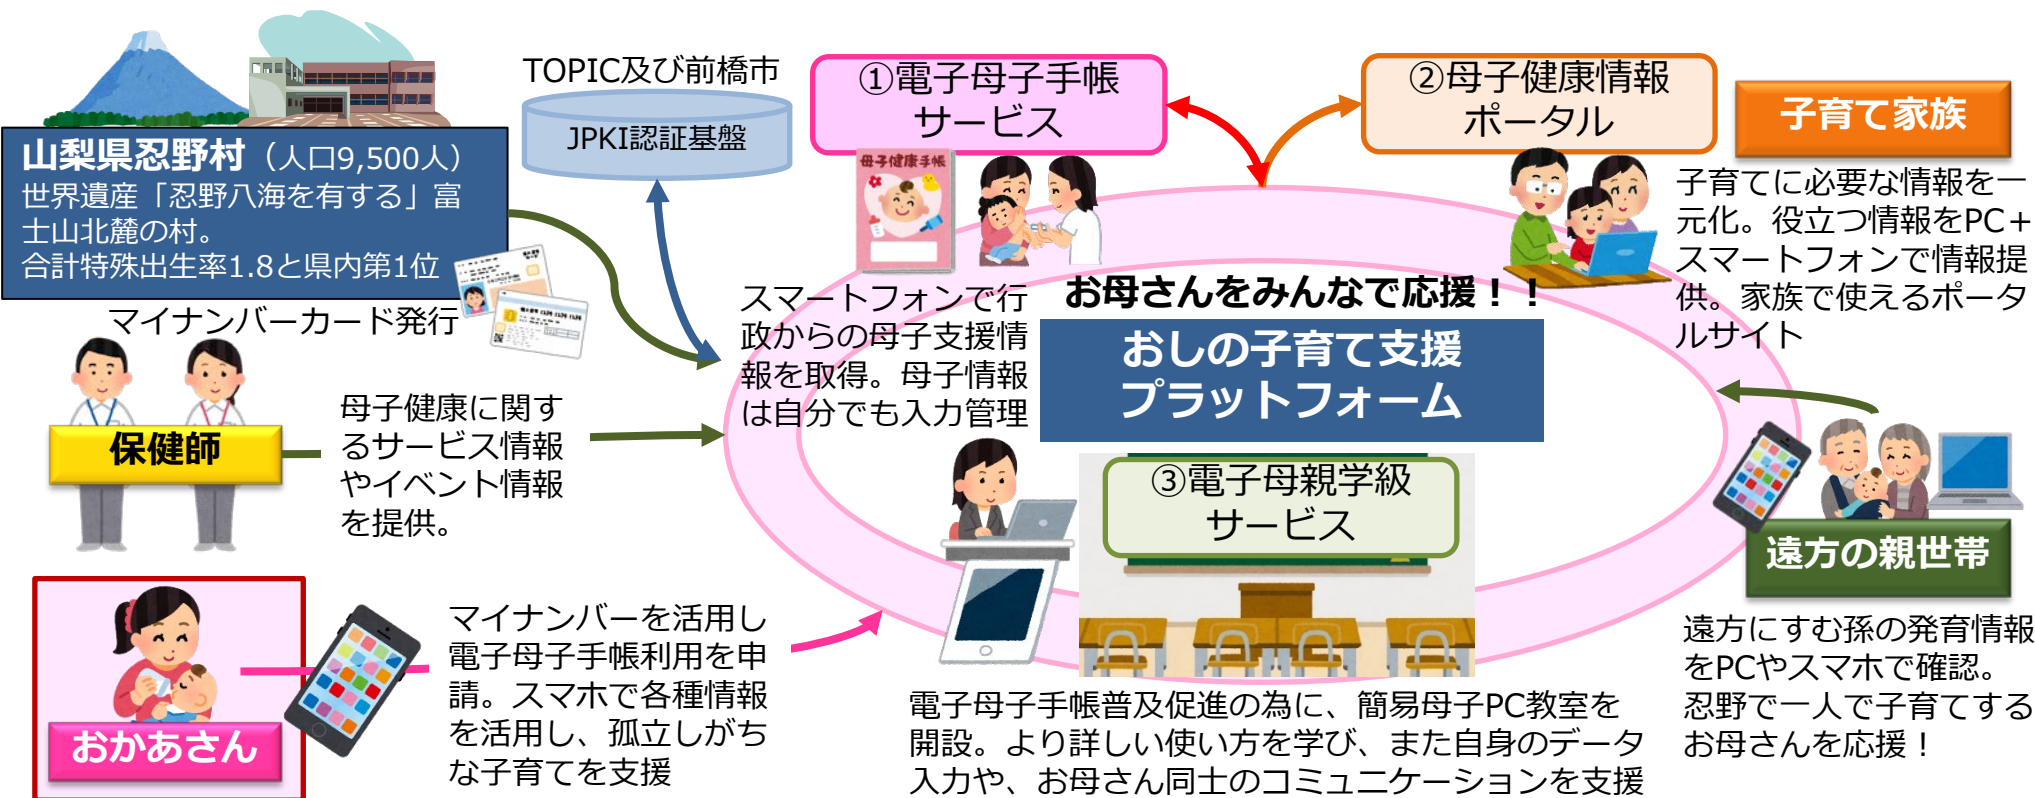 山梨県忍野村（人口9,500人）
世界遺産「忍野八海を有する」富
士山北麓の村。
合計特殊出生率1.8と県内第1位
マイナンバーカード発行
TOPIC及び前橋市
JPKI認証基盤
①電子母子手帳
サービス
母子健康手帳
スマートフォンで行
政からの母子支援情
報を取得。母子情報
は自分でも入力管理
②母子健康情報
ポータル
子育て家族
子育てに必要な情報を一
元化。役立つ情報をPC＋
スマートフォンで情報提
供。家族で使えるポータ
ルサイト
お母さんをみんなで応援！！
おしの子育て支援
プラットフォーム
保健師
母子健康に関す
るサービス情報
やイベント情報
を提供。
③電子母親学級
サービス
遠方の親世帯
遠方にすむ孫の発育情報
をPCやスマホで確認。
忍野で一人で子育てする
お母さんを応援！
おかあさん
マイナンバーを活用し
電子母子手帳利用を申
請。スマホで各種情報
を活用し、孤立しがち
な子育てを支援
電子母子手帳普及促進の為に、簡易母子PC教室を
開設。より詳しい使い方を学び、また自身のデータ
入力や、お母さん同士のコミュニケーションを支援